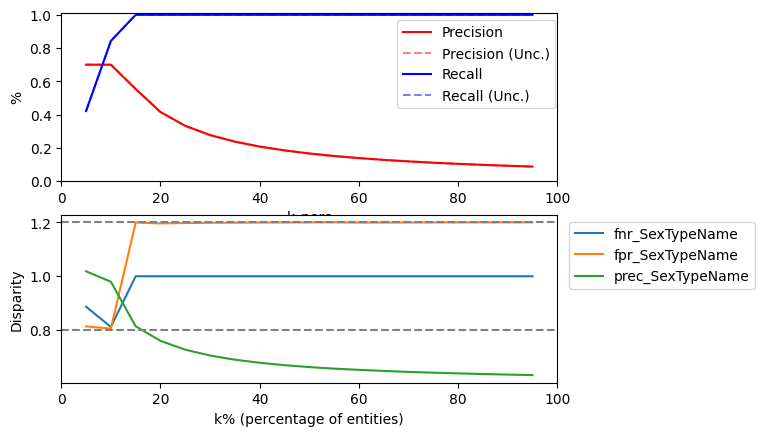 1.0
0.8
0.6
0.4
0.2
0.0
%
Precision
Precision (Unc.)
Recall
Recall (Unc.)
0 20 40 60 80 100
1.2
1.0
0.8
Disparity
fnr_SexTypeName
fpr_SexTypeName
prec_SexTypeName
0 20 40 60 80 100
k% (percentage of entities)